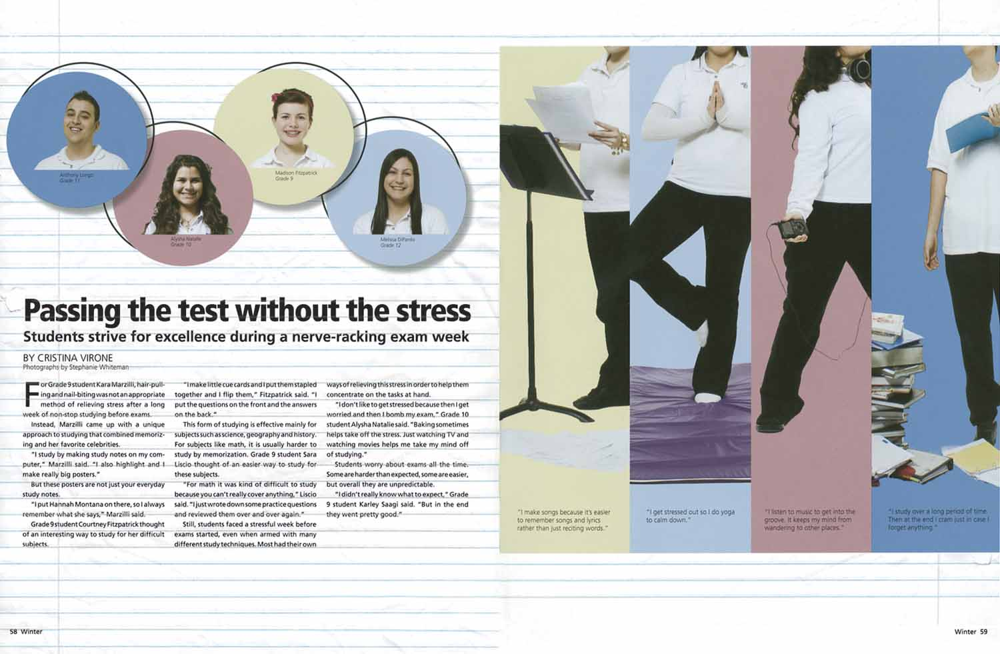 Anthony Longo
Grade 11
Alysha Natalie
Grade 10
Madison Fitzpatrick
Grade 9
Melissa DiPardo
Grade 12
Passing the test without the stress
Students strive for excellence during a nerve-racking exam week
BY CRISTINA VIRONE
Photographs by Stephanie Whiteman
For Grade 9 student Kara Marzilli, hair-pull-
ing and nail-biting was not an appropriate
method of relieving stress after a long
week of non-stop studying before exams.
Instead, Marzilli came up with a unique
approach to studying that combined memoriz-
ing and her favorite celebrities.
"I study by making study notes on my com-
puter," Marzilli said. "I also highlight and I
make really big posters."
But these posters are not just your everyday
study notes.
"I put Hannah Montana on there, so I always
remember what she says," Marzilli said.
Grade 9 student Courtney Fitzpatrick thought
of an interesting way to study for her difficult
subjects.
"I make little cue cards and I put them stapled
together and I flip them," Fitzpatrick said. "I
put the questions on the front and the answers
on the back."
This form of studying is effective mainly for
subjects such as science, geography and history.
For subjects like math, it is usually harder to
study by memorization. Grade 9 student Sara
Liscio thought of an easier way to study for
these subjects.
"For math it was kind of difficult to study
because you can't really cover anything," Liscio
said. "I just wrote down some practice questions
and reviewed them over and over again."
Still, students faced a stressful week before
exams started, even when armed with many
different study techniques. Most had their own
ways of relieving this stress in order to help them
concentrate on the tasks at hand.
"I don't like to get stressed because then I get
worried and then I bomb my exam," Grade 10
student Alysha Natalie said. "Baking sometimes
helps take off the stress. Just watching TV and
watching movies helps me take my mind off
of studying."
Students worry about exams all the time.
Some are harder than expected, some are easier,
but overall they are unpredictable.
"I didn't really know what to expect," Grade
9 student Karley Saagi said. "But in the end
they went pretty good."
"I make songs because it's easier
to remember songs and lyrics
rather than just reciting words."
"I get stressed out so I do yoga
to calm down."
"I listen to music to get into the
groove. It keeps my mind from
wandering to other places."
"I study over a long period of time.
Then at the end I cram just in case I
forget anything."
58 Winter
Winter 59